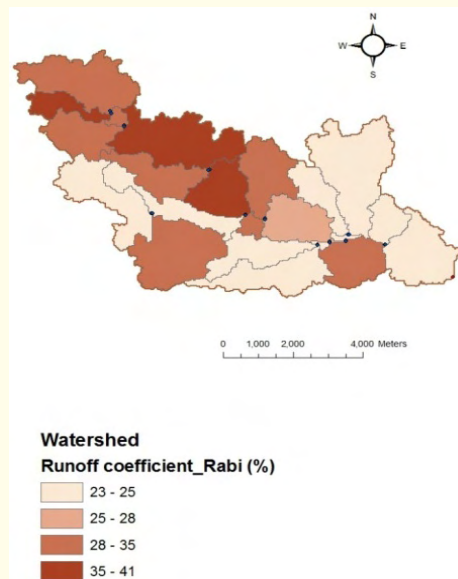 N
W E
S
0 1,000 2,000 4,000 Meters
Watershed
Runoff coefficient_Rabi (%)
23 - 25
25 - 28
28 - 35
35 - 41